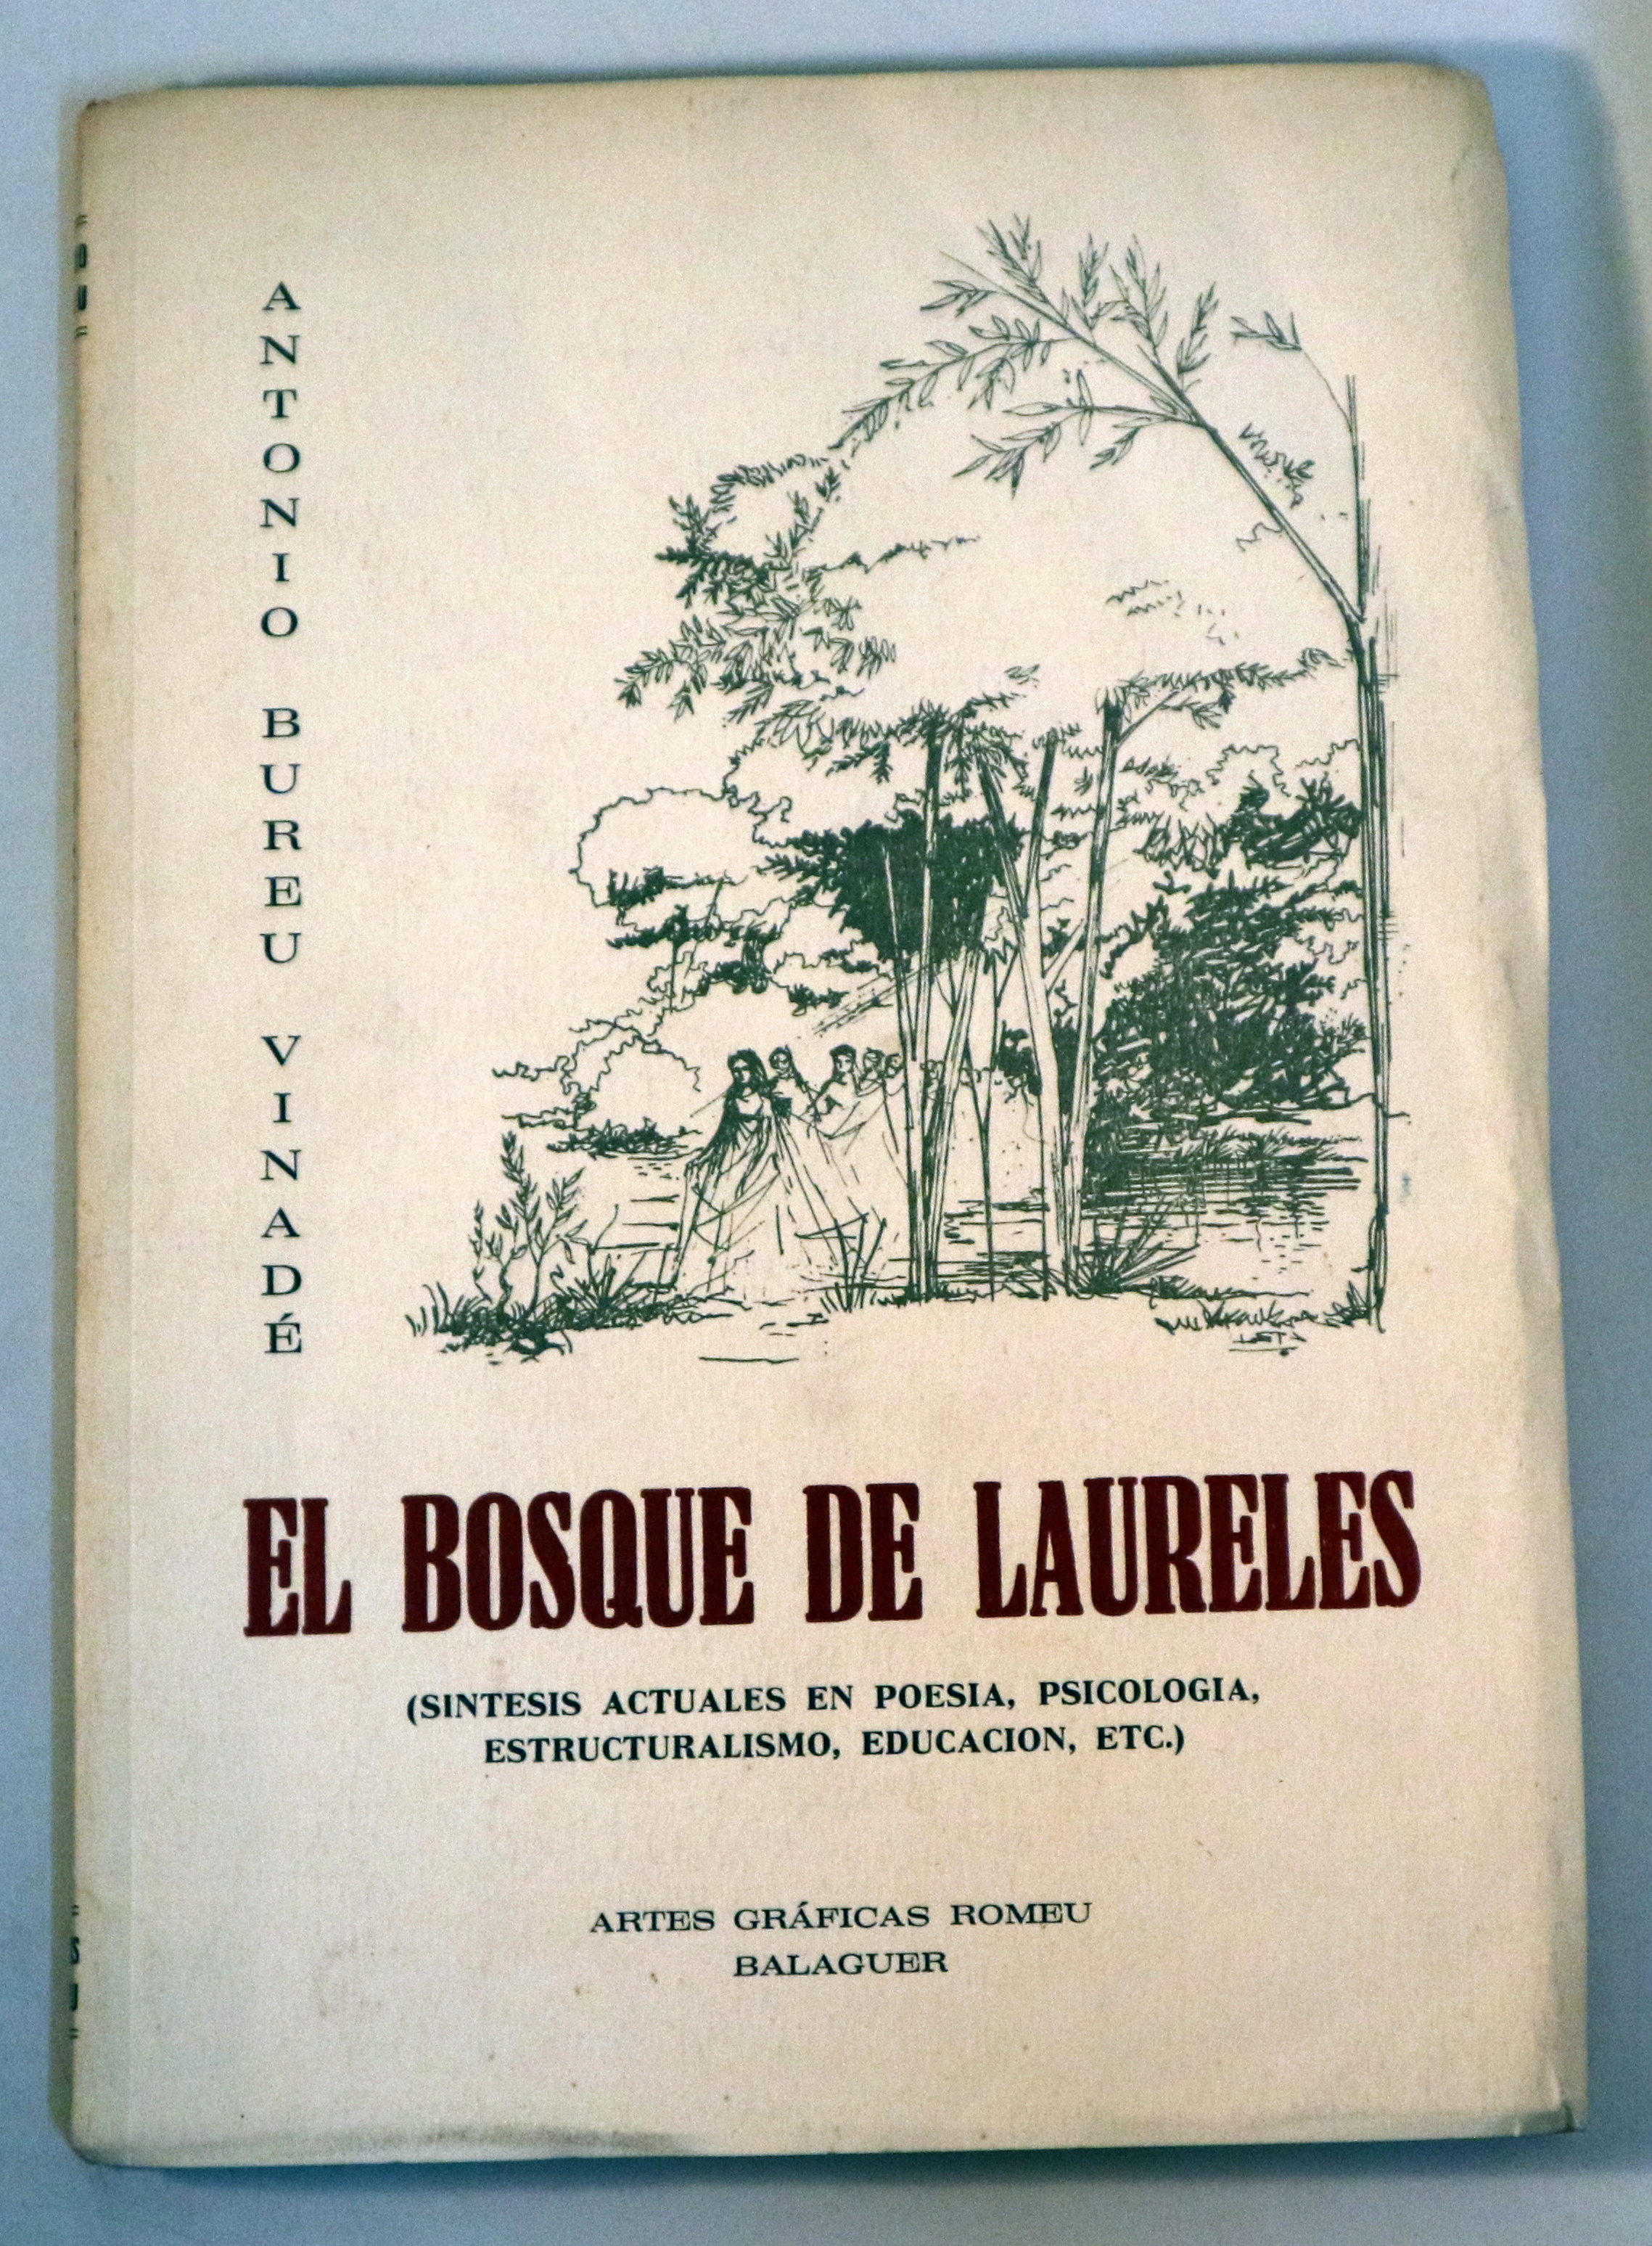 ANTONIO BUREU VINADÉ
EL BOSQUE DE LAURELES
(SINTESIS ACTUALES EN POESIA, PSICOLOGIA,
ESTRUCTURALISMO, EDUCACION, ETC.)
ARTES GRÁFICAS ROMEU
BALAGUER